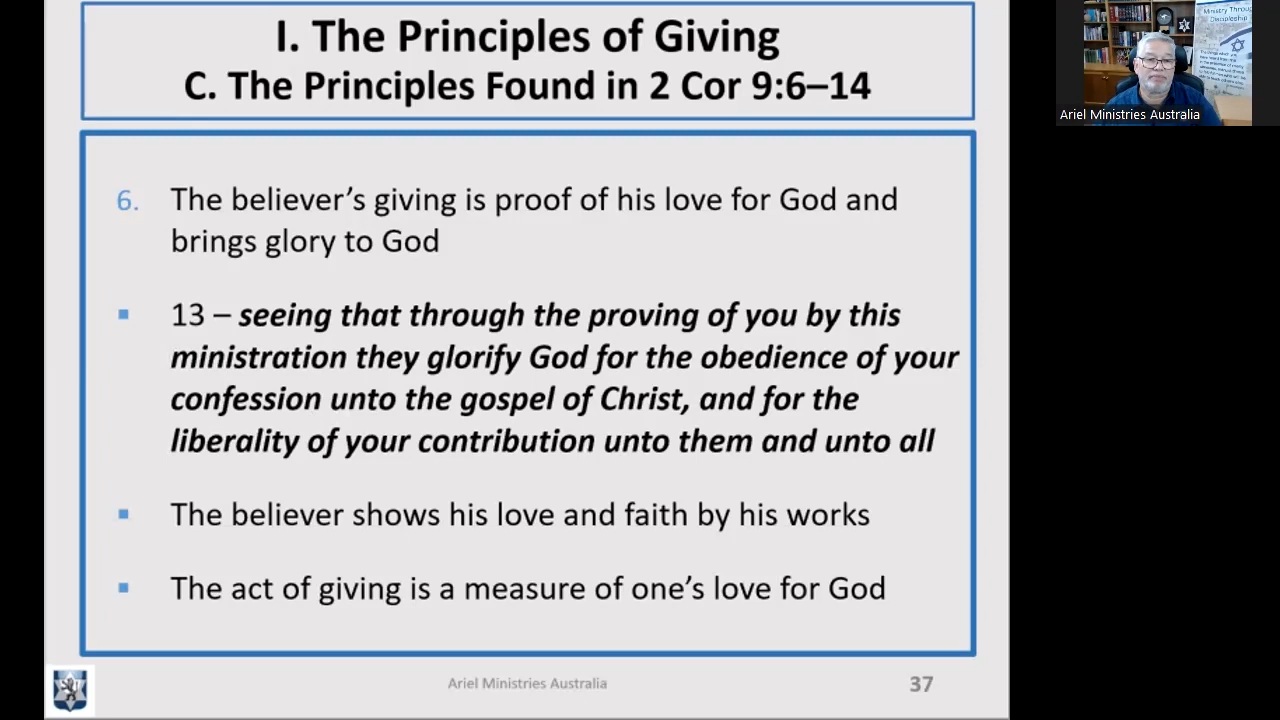 I. The Principles of Giving
C. The Principles Found in 2 Cor 9:6–14
6. The believer’s giving is proof of his love for God and
brings glory to God
▪ 13 – seeing that through the proving of you by this
ministration they glorify God for the obedience of your
confession unto the gospel of Christ, and for the
liberality of your contribution unto them and unto all
▪ The believer shows his love and faith by his works
▪ The act of giving is a measure of one’s love for God
Ariel Ministries Australia
37
Ministry Through
Discipleship
Ariel Ministries Australia